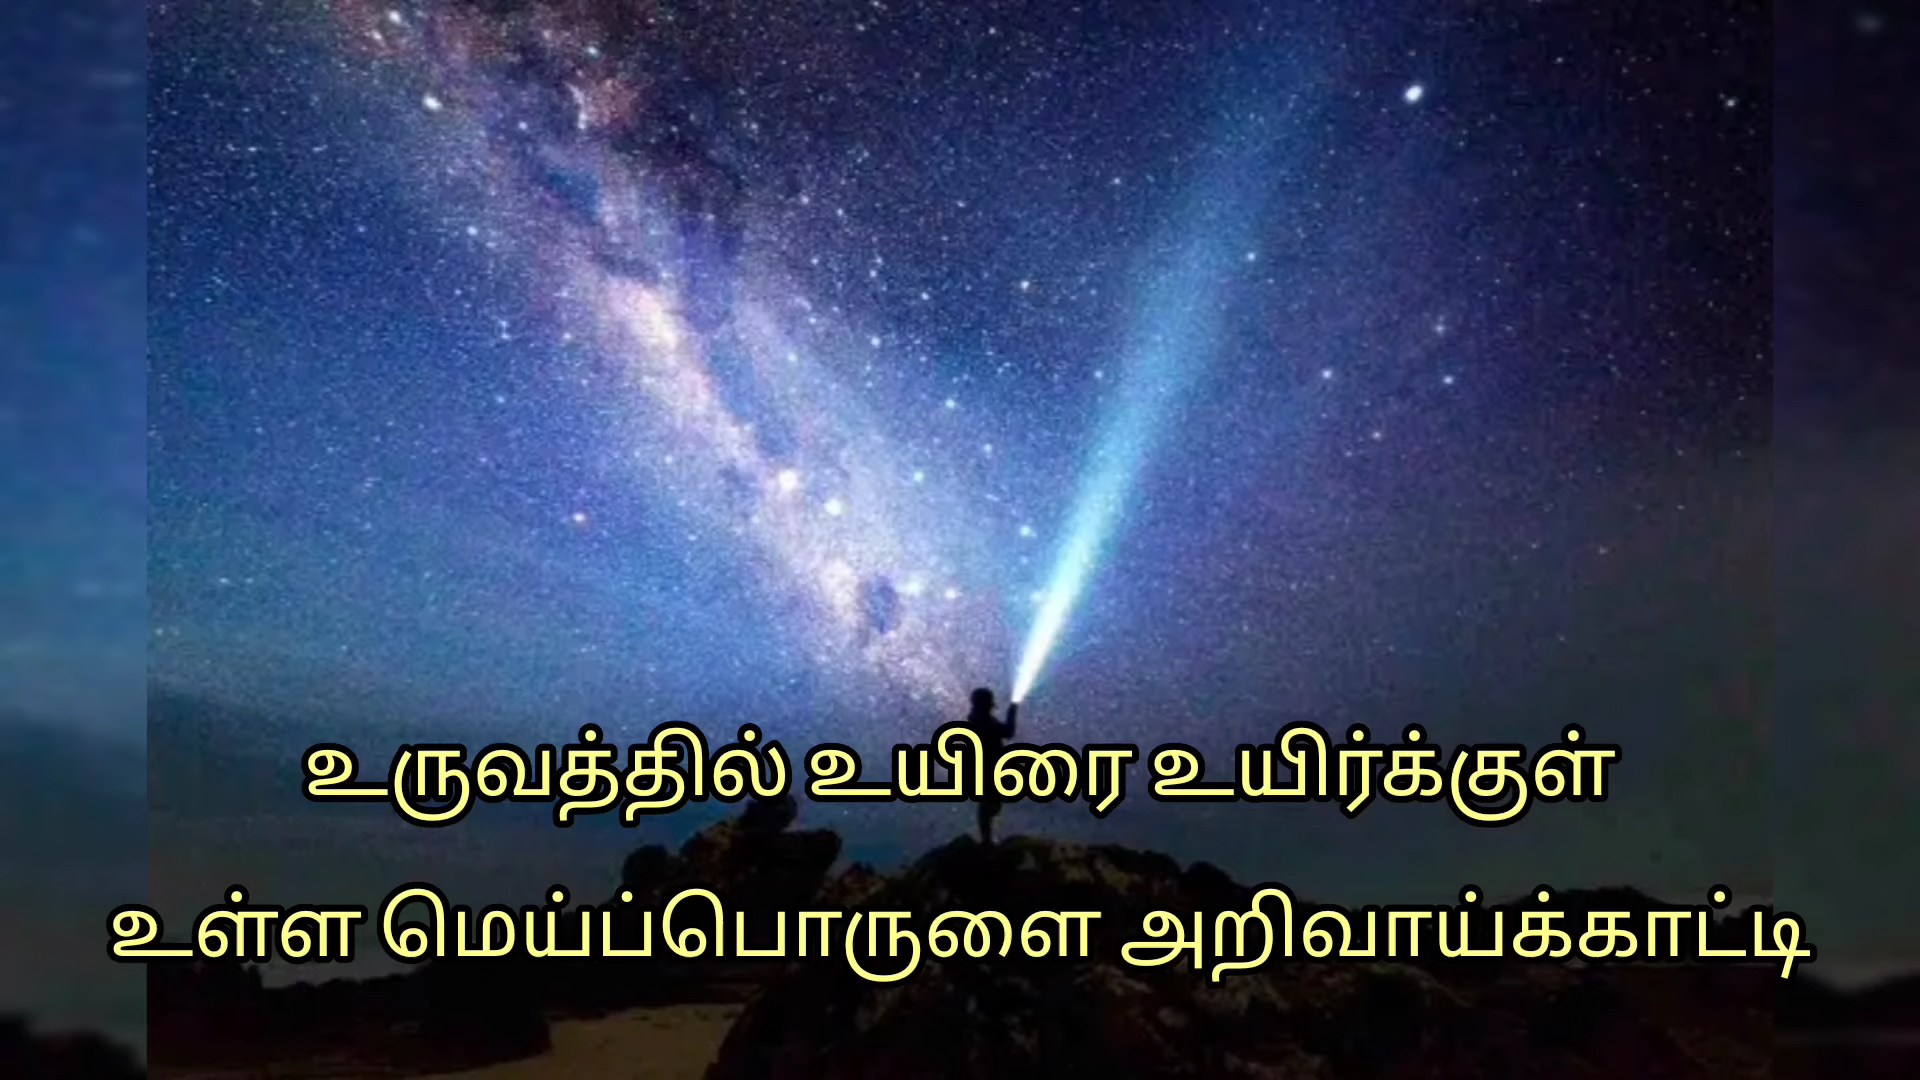 உருவத்தில் உயிரை உயிர்க்குள்
உள்ள மெய்ப்பொருளை அறிவாய்க்காட்டி